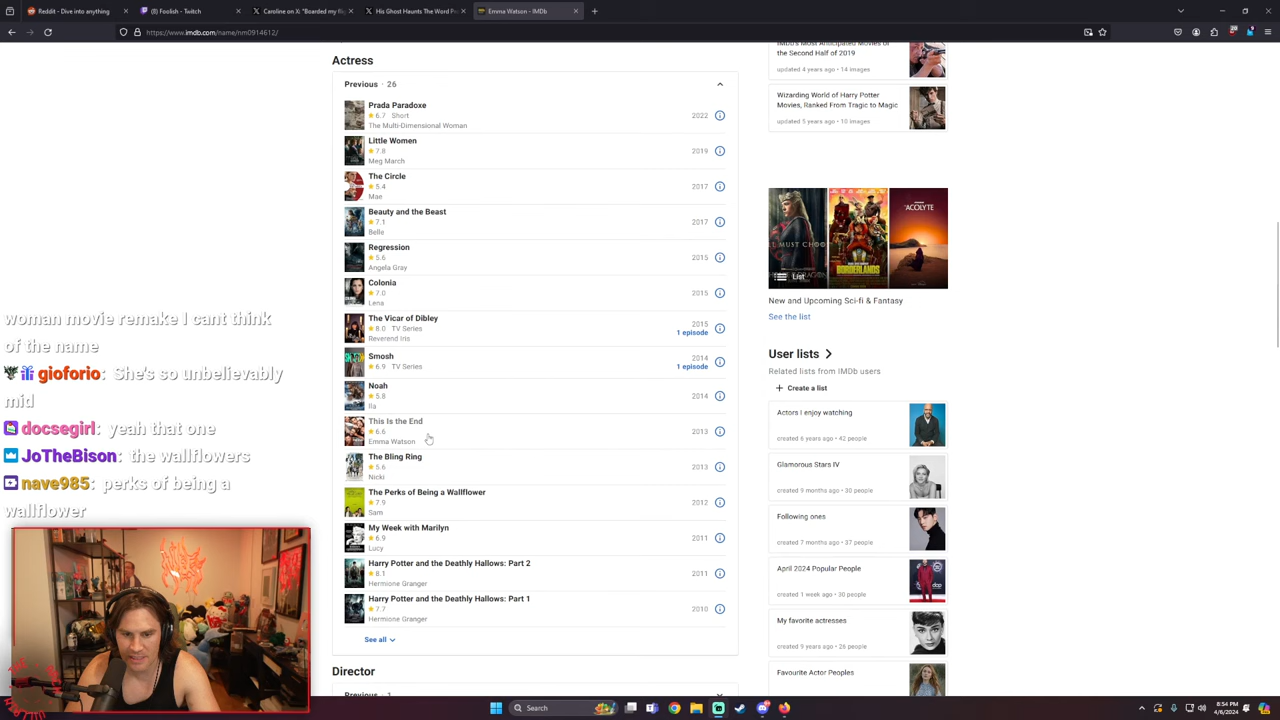 Reddit - Dive into anyth
(8) Foolish - Twitch
Caroline on X: "Boarded my fli
His Ghost Haunts The Word Po
Emma Watson - IMDb
https://www.imdb.com/name/nm0914612/
Actress
Previous · 26
Prada Paradoxe
6.7 Short
The Multi-Dimensional Woman
2022
Little Women
7.8
Meg March
2019
The Circle
5.4
Mae
2017
Beauty and the Beast
7.1
Belle
2017
Regression
5.6
Angela Gray
2015
Colonia
7.0
Lena
2015
The Vicar of Dibley
8.0 TV Series
Reverend Iris
2015
1 episode
Smosh
6.9 TV Series
2014
1 episode
Noah
5.8
Ila
2014
This Is the End
6.6
Emma Watson
2013
The Bling Ring
5.6
Nicki
2013
The Perks of Being a Wallflower
7.9
Sam
2012
My Week with Marilyn
6.9
Lucy
2011
Harry Potter and the Deathly Hallows: Part 2
8.1
Hermione Granger
2011
Harry Potter and the Deathly Hallows: Part 1
7.7
Hermione Granger
2010
See all
Director
Previous · 1
IMDb's Most Anticipated Movies of
the Second Half of 2019
updated 4 years ago • 14 images
Wizarding World of Harry Potter
Movies, Ranked From Tragic to Magic
updated 5 years ago • 10 images
ALL MUST CHOO
BORDERLANDS
ACOLYTE
List
New and Upcoming Sci-fi & Fantasy
See the list
User lists
Related lists from IMDb users
Create a list
Actors I enjoy watching
created 6 years ago • 42 people
Glamorous Stars IV
created 9 months ago • 30 people
Following ones
created 7 months ago • 37 people
April 2024 Popular People
created 1 week ago • 30 people
My favorite actresses
created 9 years ago • 26 people
Favourite Actor Peoples
of the name
gioforio: She's so unbelievably
mid
docsegirl: Yeah that one
JoTheBison: the wallflowers
nave985: perks of being a
wallflower
Search
8:54 PM
4/6/2024